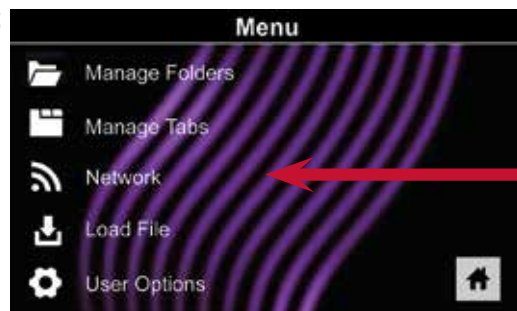 Menu
Manage Folders
Manage Tabs
Network
Load File
User Options